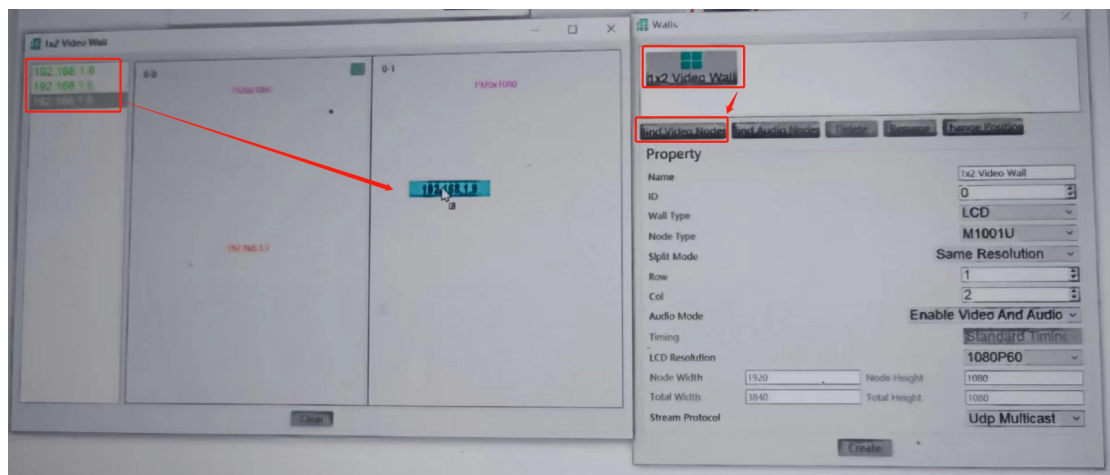 1x2 Video Wall
192.168.1.8
192.168.1.6
0-0
0-1
1920x1080
1920x1080
192.168.1.9
192.168.1.7
Clear
Walls
1x2 Video Wall
Bind Video Nodes
Bind Audio Nodes
Delete
Rename
Change Position
Property
Name
1x2 Video Wall
ID
0
Wall Type
LCD
Node Type
M1001U
Slplit Mode
Same Resolution
Row
1
Col
2
Audio Mode
Enable Video And Audio
Timing
Standard Timin
LCD Resolution
1080P60
Node Width
1920
Node Height
1080
Total Width
3840
Total Height
1080
Stream Protocol
Udp Multicast
Create